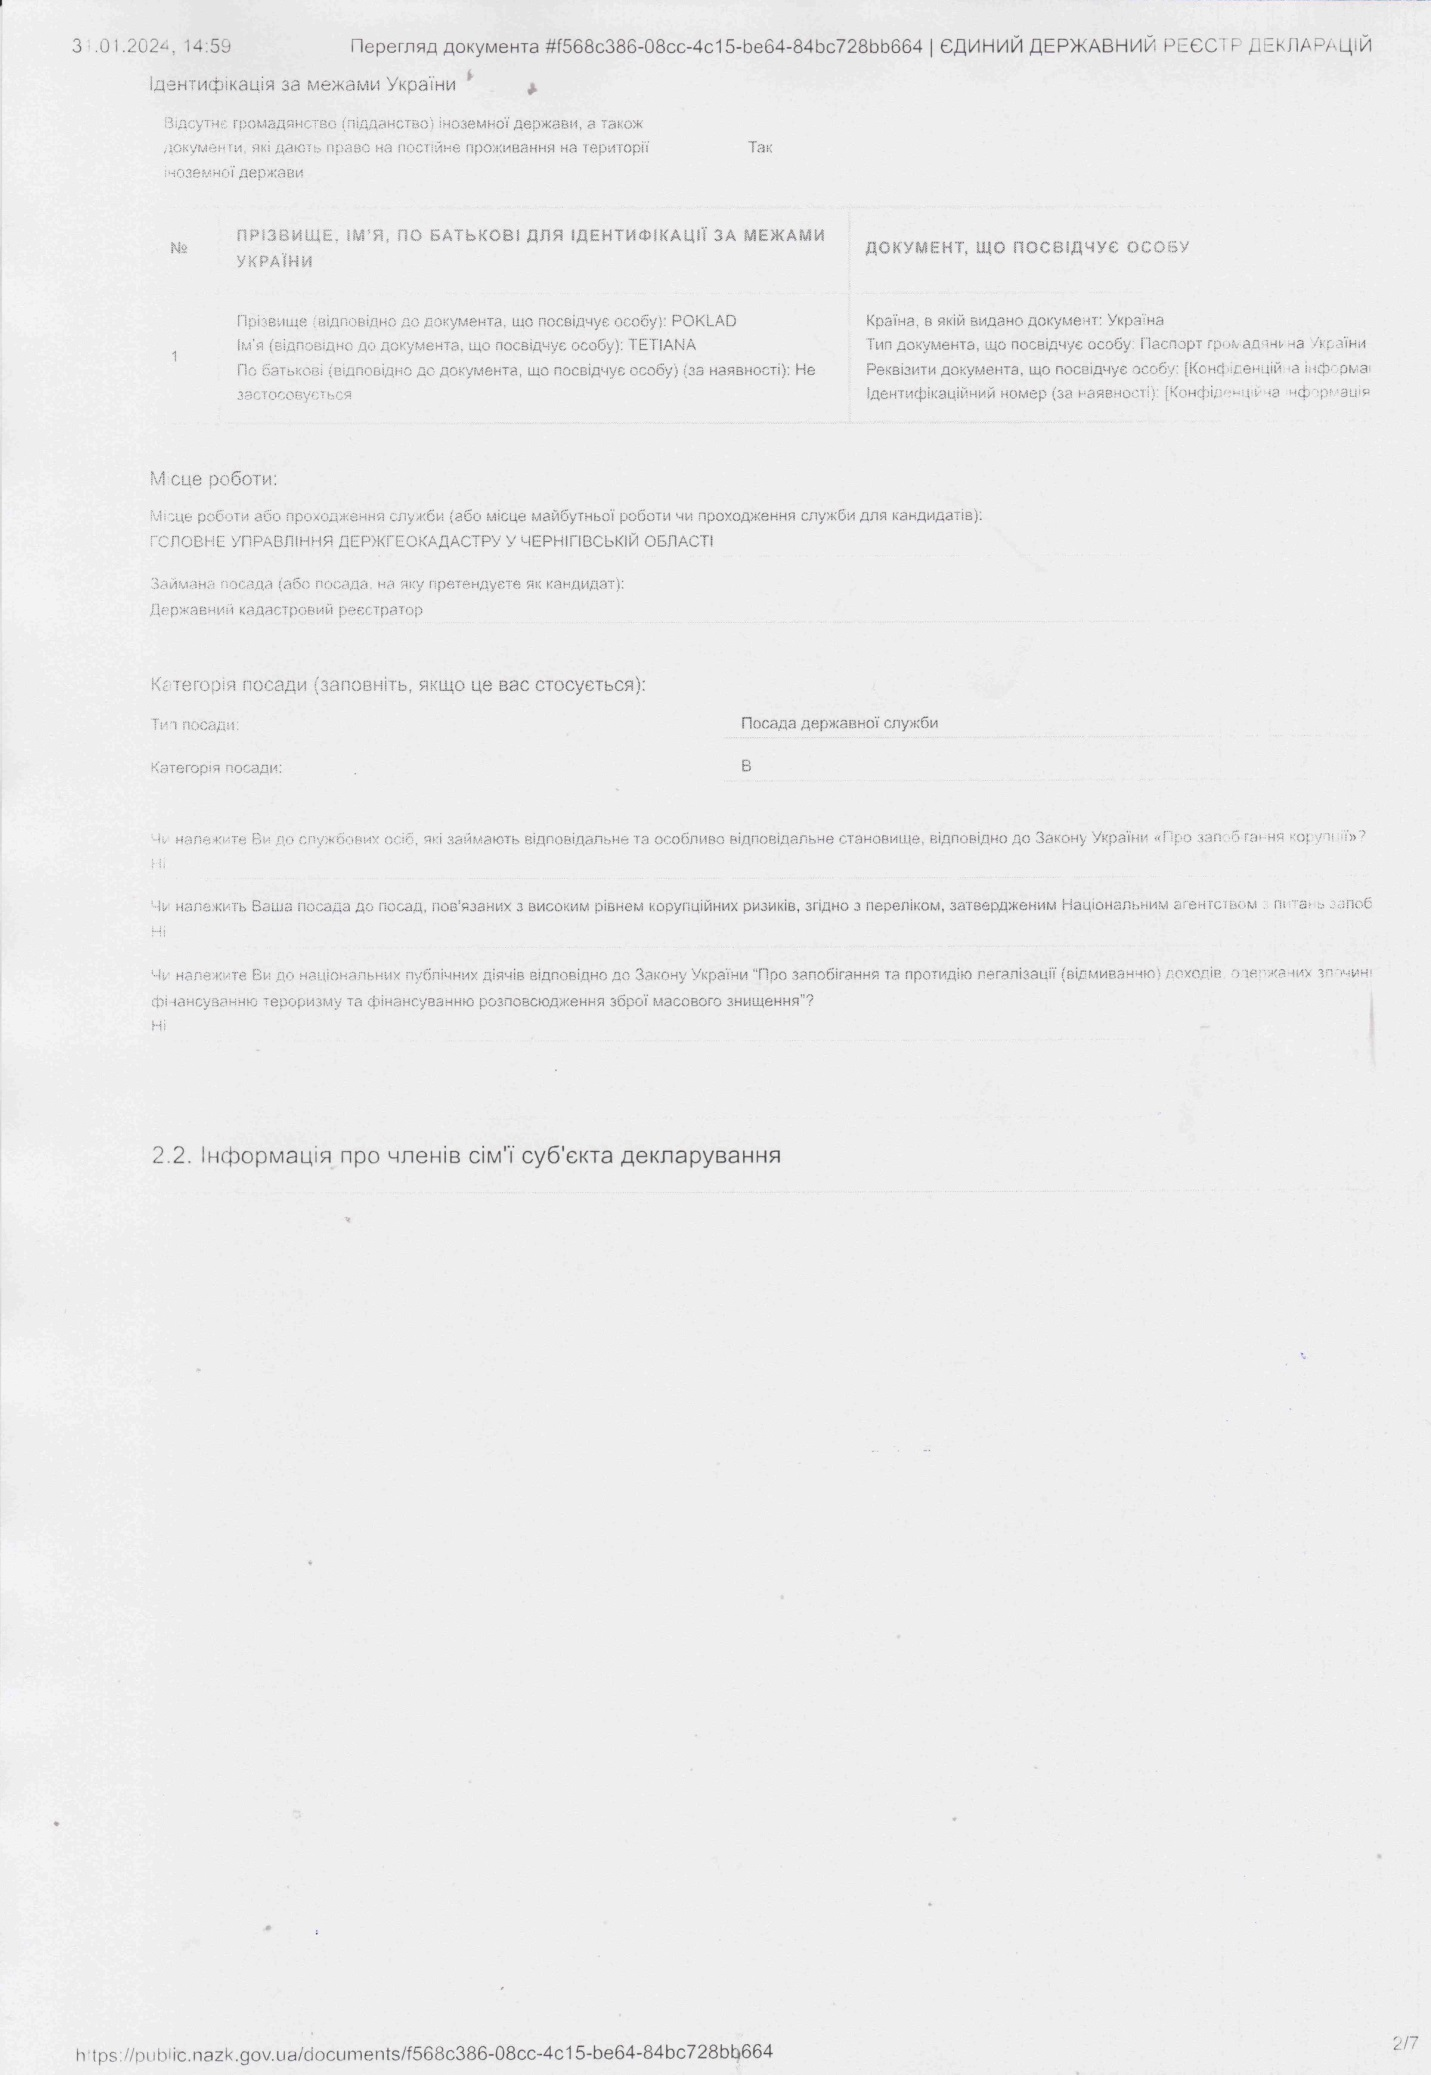 31.01.2024, 14:59 Перегляд документа #f568c386-08cc-4c15-be64-84bc728bb664 | ЄДИНИЙ ДЕРЖАВНИЙ РЕЄСТР ДЕКЛАРАЦІЙ
Ідентифікація за межами України
Відсутнє громадянство (підданство) іноземної держави, а також
документи, які дають право на постійне проживання на території Так
іноземної держави
№ ПРІЗВИЩЕ, ІМ'Я, ПО БАТЬКОВІ ДЛЯ ІДЕНТИФІКАЦІЇ ЗА МЕЖАМИ
УКРАЇНИ
ДОКУМЕНТ, ЩО ПОСВІДЧУЄ ОСОБУ
1
Прізвище (відповідно до документа, що посвідчує особу): POKLAD
Ім'я (відповідно до документа, що посвідчує особу): TETIANA
По батькові (відповідно до документа, що посвідчує особу) (за наявності): Не
застосовується
Країна, в якій видано документ: Україна
Тип документа, що посвідчує особу: Паспорт громадянина України
Реквізити документа, що посвідчує особу: [Конфіденційна інформа
Ідентифікаційний номер (за наявності): [Конфіденційна інформація
Місце роботи:
Місце роботи або проходження служби (або місце майбутньої роботи чи проходження служби для кандидатів):
ГОЛОВНЕ УПРАВЛІННЯ ДЕРЖГЕОКАДАСТРУ У ЧЕРНІГІВСЬКІЙ ОБЛАСТІ
Займана посада (або посада, на яку претендуєте як кандидат):
Державний кадастровий реєстратор
Категорія посади (заповніть, якщо це вас стосується):
Тип посади: Посада державної служби
Категорія посади: В
Чи належите Ви до службових осіб, які займають відповідальне та особливо відповідальне становище, відповідно до Закону України «Про запобігання корупції»?
Ні
Чи належить Ваша посада до посад, пов'язаних з високим рівнем корупційних ризиків, згідно з переліком, затвердженим Національним агентством з питань запоб
Ні
Чи належите Ви до національних публічних діячів відповідно до Закону України "Про запобігання та протидію легалізації (відмиванню) доходів, одержаних злочин
фінансуванню тероризму та фінансуванню розповсюдження зброї масового знищення"?
Ні
2.2. Інформація про членів сім'ї суб'єкта декларування
https://public.nazk.gov.ua/documents/f568c386-08cc-4c15-be64-84bc728bb664 2/7